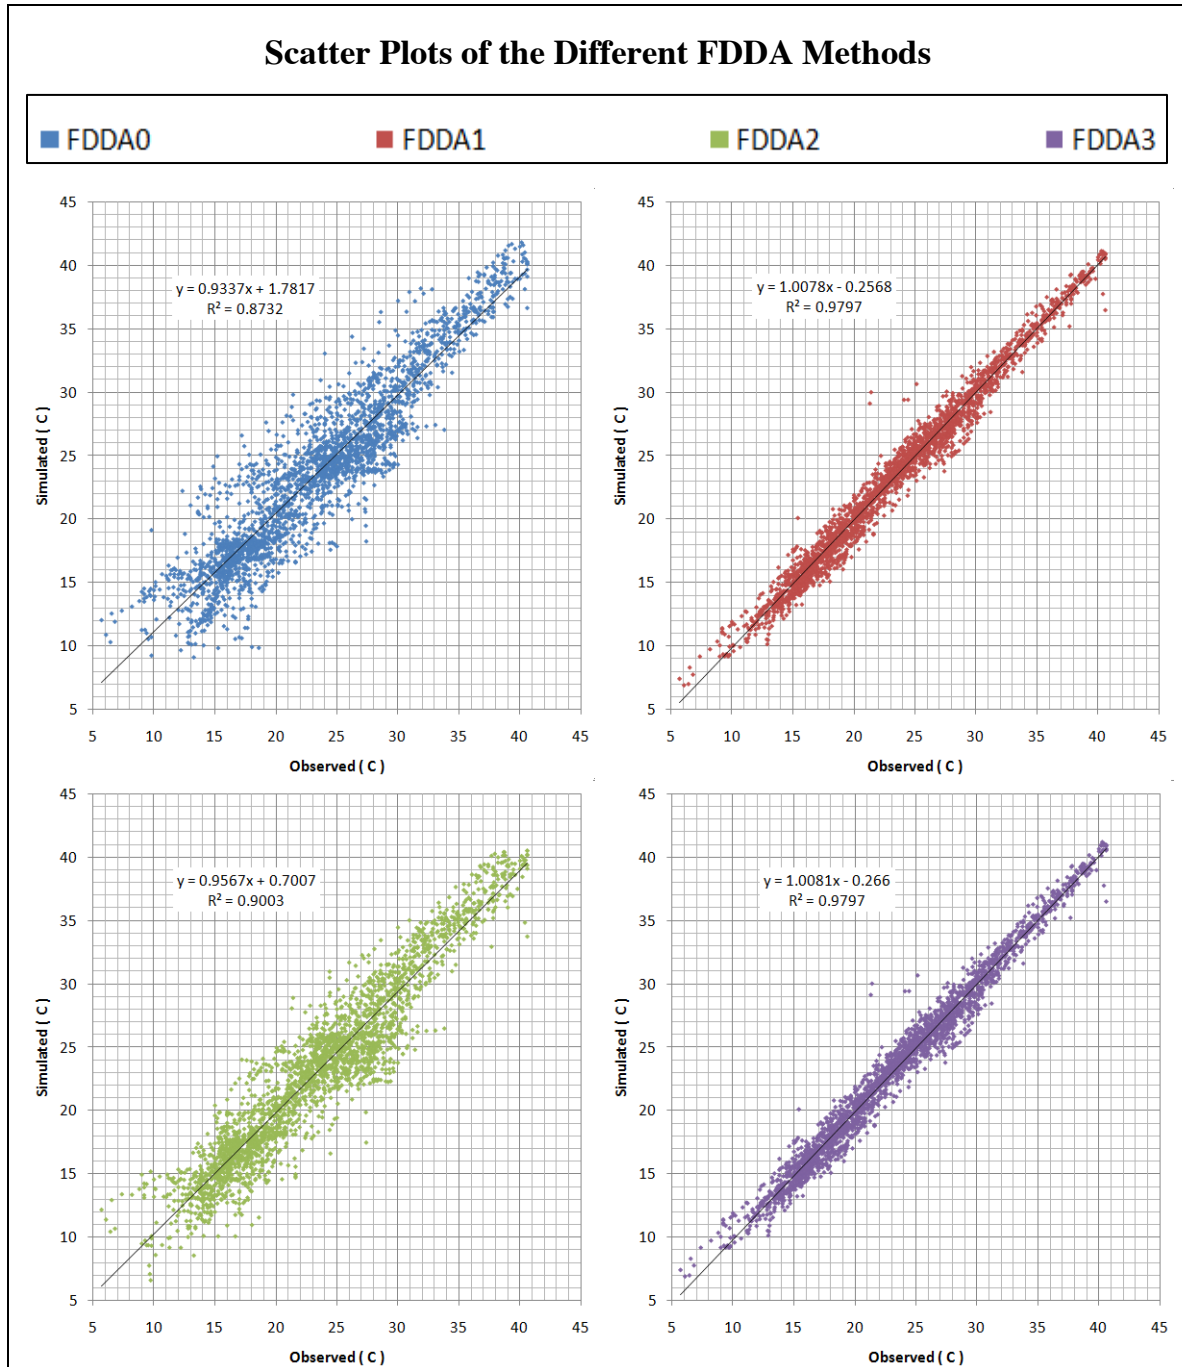 Scatter Plots of the Different FDDA Methods
FDDA0 FDDA1 FDDA2 FDDA3
45
40
35
30
25
20
15
10
5
Simulated ( C )
y = 0.9337x + 1.7817
R² = 0.8732
5 10 15 20 25 30 35 40 45
Observed ( C )
45
40
35
30
25
20
15
10
5
Simulated ( C )
y = 1.0078x - 0.2568
R² = 0.9797
5 10 15 20 25 30 35 40 45
Observed ( C )
45
40
35
30
25
20
15
10
5
Simulated ( C )
y = 0.9567x + 0.7007
R² = 0.9003
5 10 15 20 25 30 35 40 45
Observed ( C )
45
40
35
30
25
20
15
10
5
Simulated ( C )
y = 1.0081x - 0.266
R² = 0.9797
5 10 15 20 25 30 35 40 45
Observed ( C )